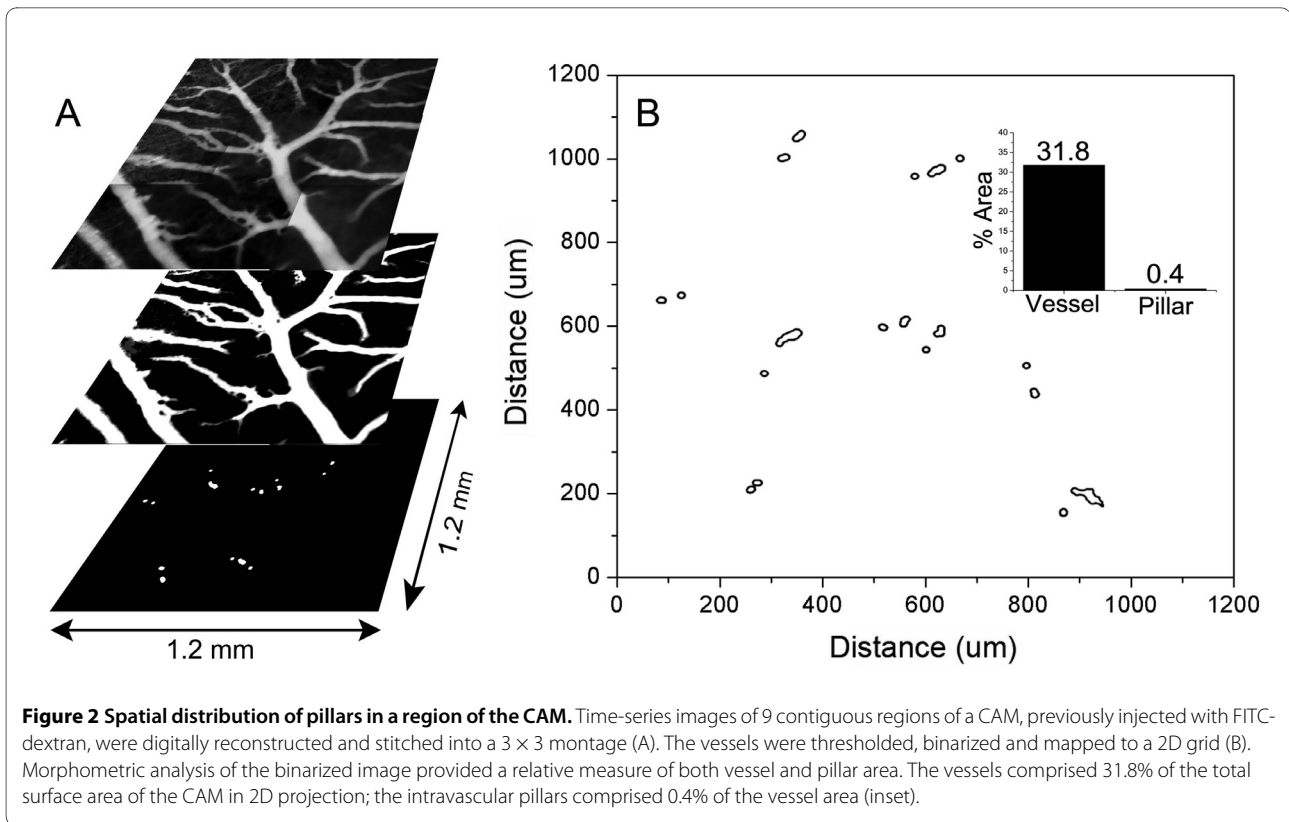 A
1.2 mm
1.2 mm
B
Distance (um)
1200
1000
800
600
400
200
0
0 200 400 600 800 1000 1200
Distance (um)
% Area
40
35
30
25
20
15
10
5
0
31.8
0.4
Vessel Pillar
Figure 2 Spatial distribution of pillars in a region of the CAM. Time-series images of 9 contiguous regions of a CAM, previously injected with FITC-
dextran, were digitally reconstructed and stitched into a 3 × 3 montage (A). The vessels were thresholded, binarized and mapped to a 2D grid (B).
Morphometric analysis of the binarized image provided a relative measure of both vessel and pillar area. The vessels comprised 31.8% of the total
surface area of the CAM in 2D projection; the intravascular pillars comprised 0.4% of the vessel area (inset).